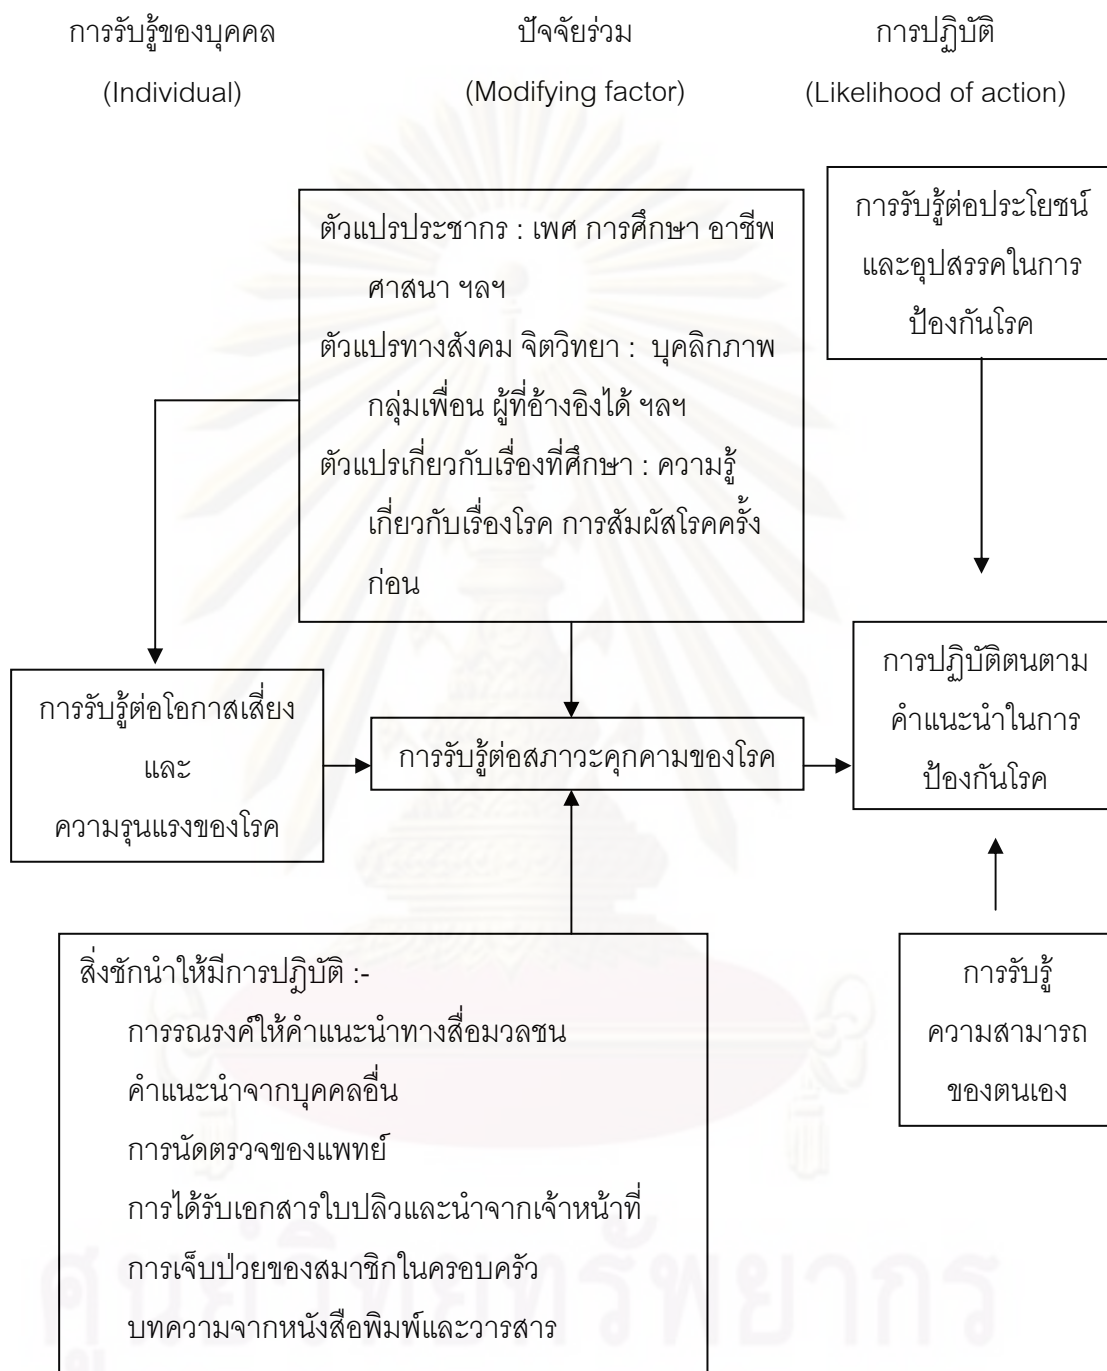 การรับรู้ของบุคคล
(Individual)
ปัจจัยร่วม
(Modifying factor)
การปฏิบัติ
(Likelihood of action)
ตัวแปรประชากร : เพศ การศึกษา อาชีพ
ศาสนา ฯลฯ
ตัวแปรทางสังคม จิตวิทยา : บุคลิกภาพ
กลุ่มเพื่อน ผู้ที่อ้างอิงได้ ฯลฯ
ตัวแปรเกี่ยวกับเรื่องที่ศึกษา : ความรู้
เกี่ยวกับเรื่องโรค การสัมผัสโรคครั้ง
ก่อน
การรับรู้ต่อประโยชน์
และอุปสรรคในการ
ป้องกันโรค
การรับรู้ต่อโอกาสเสี่ยง
และ
ความรุนแรงของโรค
การรับรู้ต่อสภาวะคุกคามของโรค
การปฏิบัติตนตาม
คำแนะนำในการ
ป้องกันโรค
สิ่งชักนำให้มีการปฎิบัติ :-
การรณรงค์ให้คำแนะนำทางสื่อมวลชน
คำแนะนำจากบุคคลอื่น
การนัดตรวจของแพทย์
การได้รับเอกสารใบปลิวและนำจากเจ้าหน้าที่
การเจ็บป่วยของสมาชิกในครอบครัว
บทความจากหนังสือพิมพ์และวารสาร
การรับรู้
ความสามารถ
ของตนเอง
ศูนย์วิทยทรัพยากร